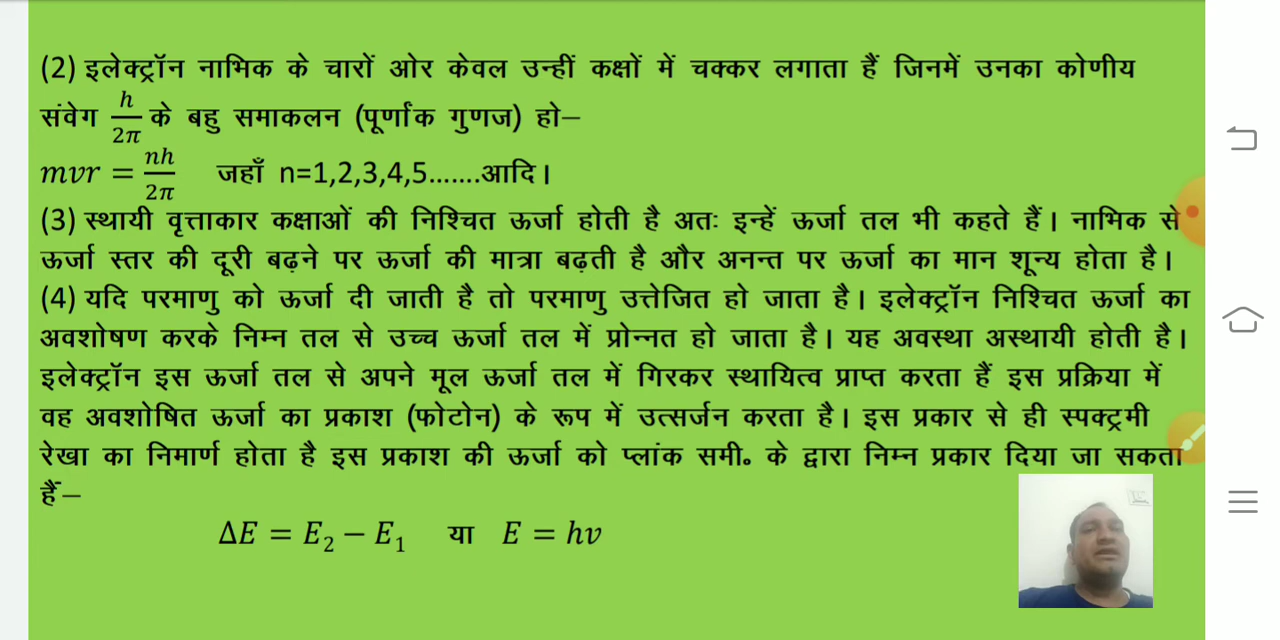 (2) इलेक्ट्रॉन नाभिक के चारों ओर केवल उन्हीं कक्षों में चक्कर लगाता हैं जिनमें उनका कोणीय
संवेग h/2π के बहु समाकलन (पूर्णांक गुणज) हो–
mvr = nh/2π जहाँ n=1,2,3,4,5.......आदि।
(3) स्थायी वृत्ताकार कक्षाओं की निश्चित ऊर्जा होती है अतः इन्हें ऊर्जा तल भी कहते हैं। नाभिक से
ऊर्जा स्तर की दूरी बढ़ने पर ऊर्जा की मात्रा बढ़ती है और अनन्त पर ऊर्जा का मान शून्य होता है।
(4) यदि परमाणु को ऊर्जा दी जाती है तो परमाणु उत्तेजित हो जाता है। इलेक्ट्रॉन निश्चित ऊर्जा का
अवशोषण करके निम्न तल से उच्च ऊर्जा तल में प्रोन्नत हो जाता है। यह अवस्था अस्थायी होती है।
इलेक्ट्रॉन इस ऊर्जा तल से अपने मूल ऊर्जा तल में गिरकर स्थायित्व प्राप्त करता हैं इस प्रक्रिया में
वह अवशोषित ऊर्जा का प्रकाश (फोटोन) के रूप में उत्सर्जन करता है। इस प्रकार से ही स्पक्ट्रमी
रेखा का निमार्ण होता है इस प्रकाश की ऊर्जा को प्लांक समी॰ के द्वारा निम्न प्रकार दिया जा सकता
हैं–
ΔE = E₂ − E₁ या E = hν